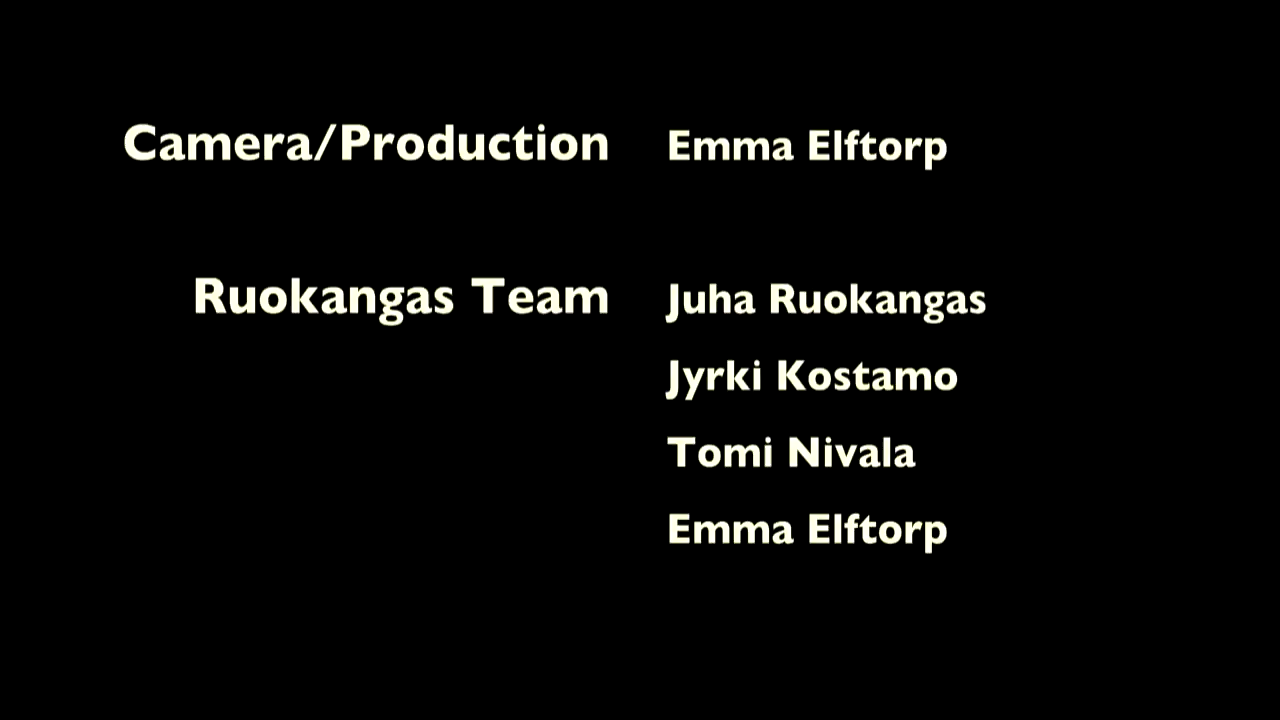 Camera/Production Emma Elftorp
Ruokangas Team Juha Ruokangas
Jyrki Kostamo
Tomi Nivala
Emma Elftorp